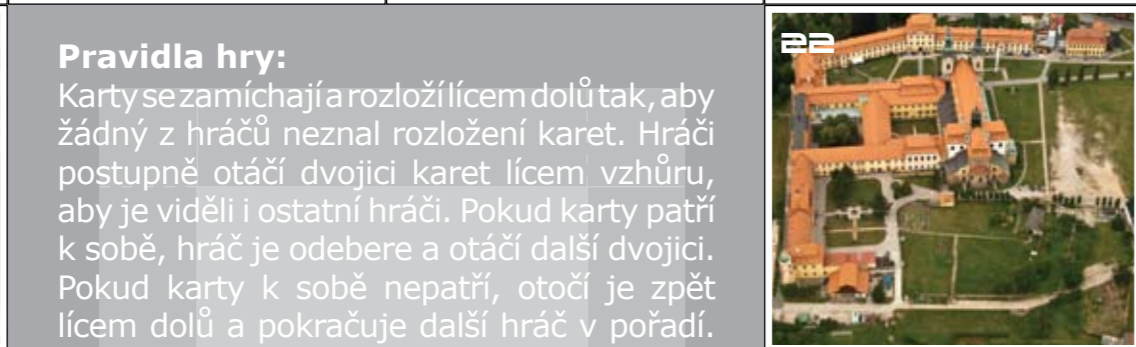 Pravidla hry:
Karty se zamíchají a rozloží lícem dolů tak, aby
žádný z hráčů neznal rozložení karet. Hráči
postupně otáčí dvojici karet lícem vzhůru,
aby je viděli i ostatní hráči. Pokud karty patří
k sobě, hráč je odebere a otáčí další dvojici.
Pokud karty k sobě nepatří, otočí je zpět
lícem dolů a pokračuje další hráč v pořadí.
22